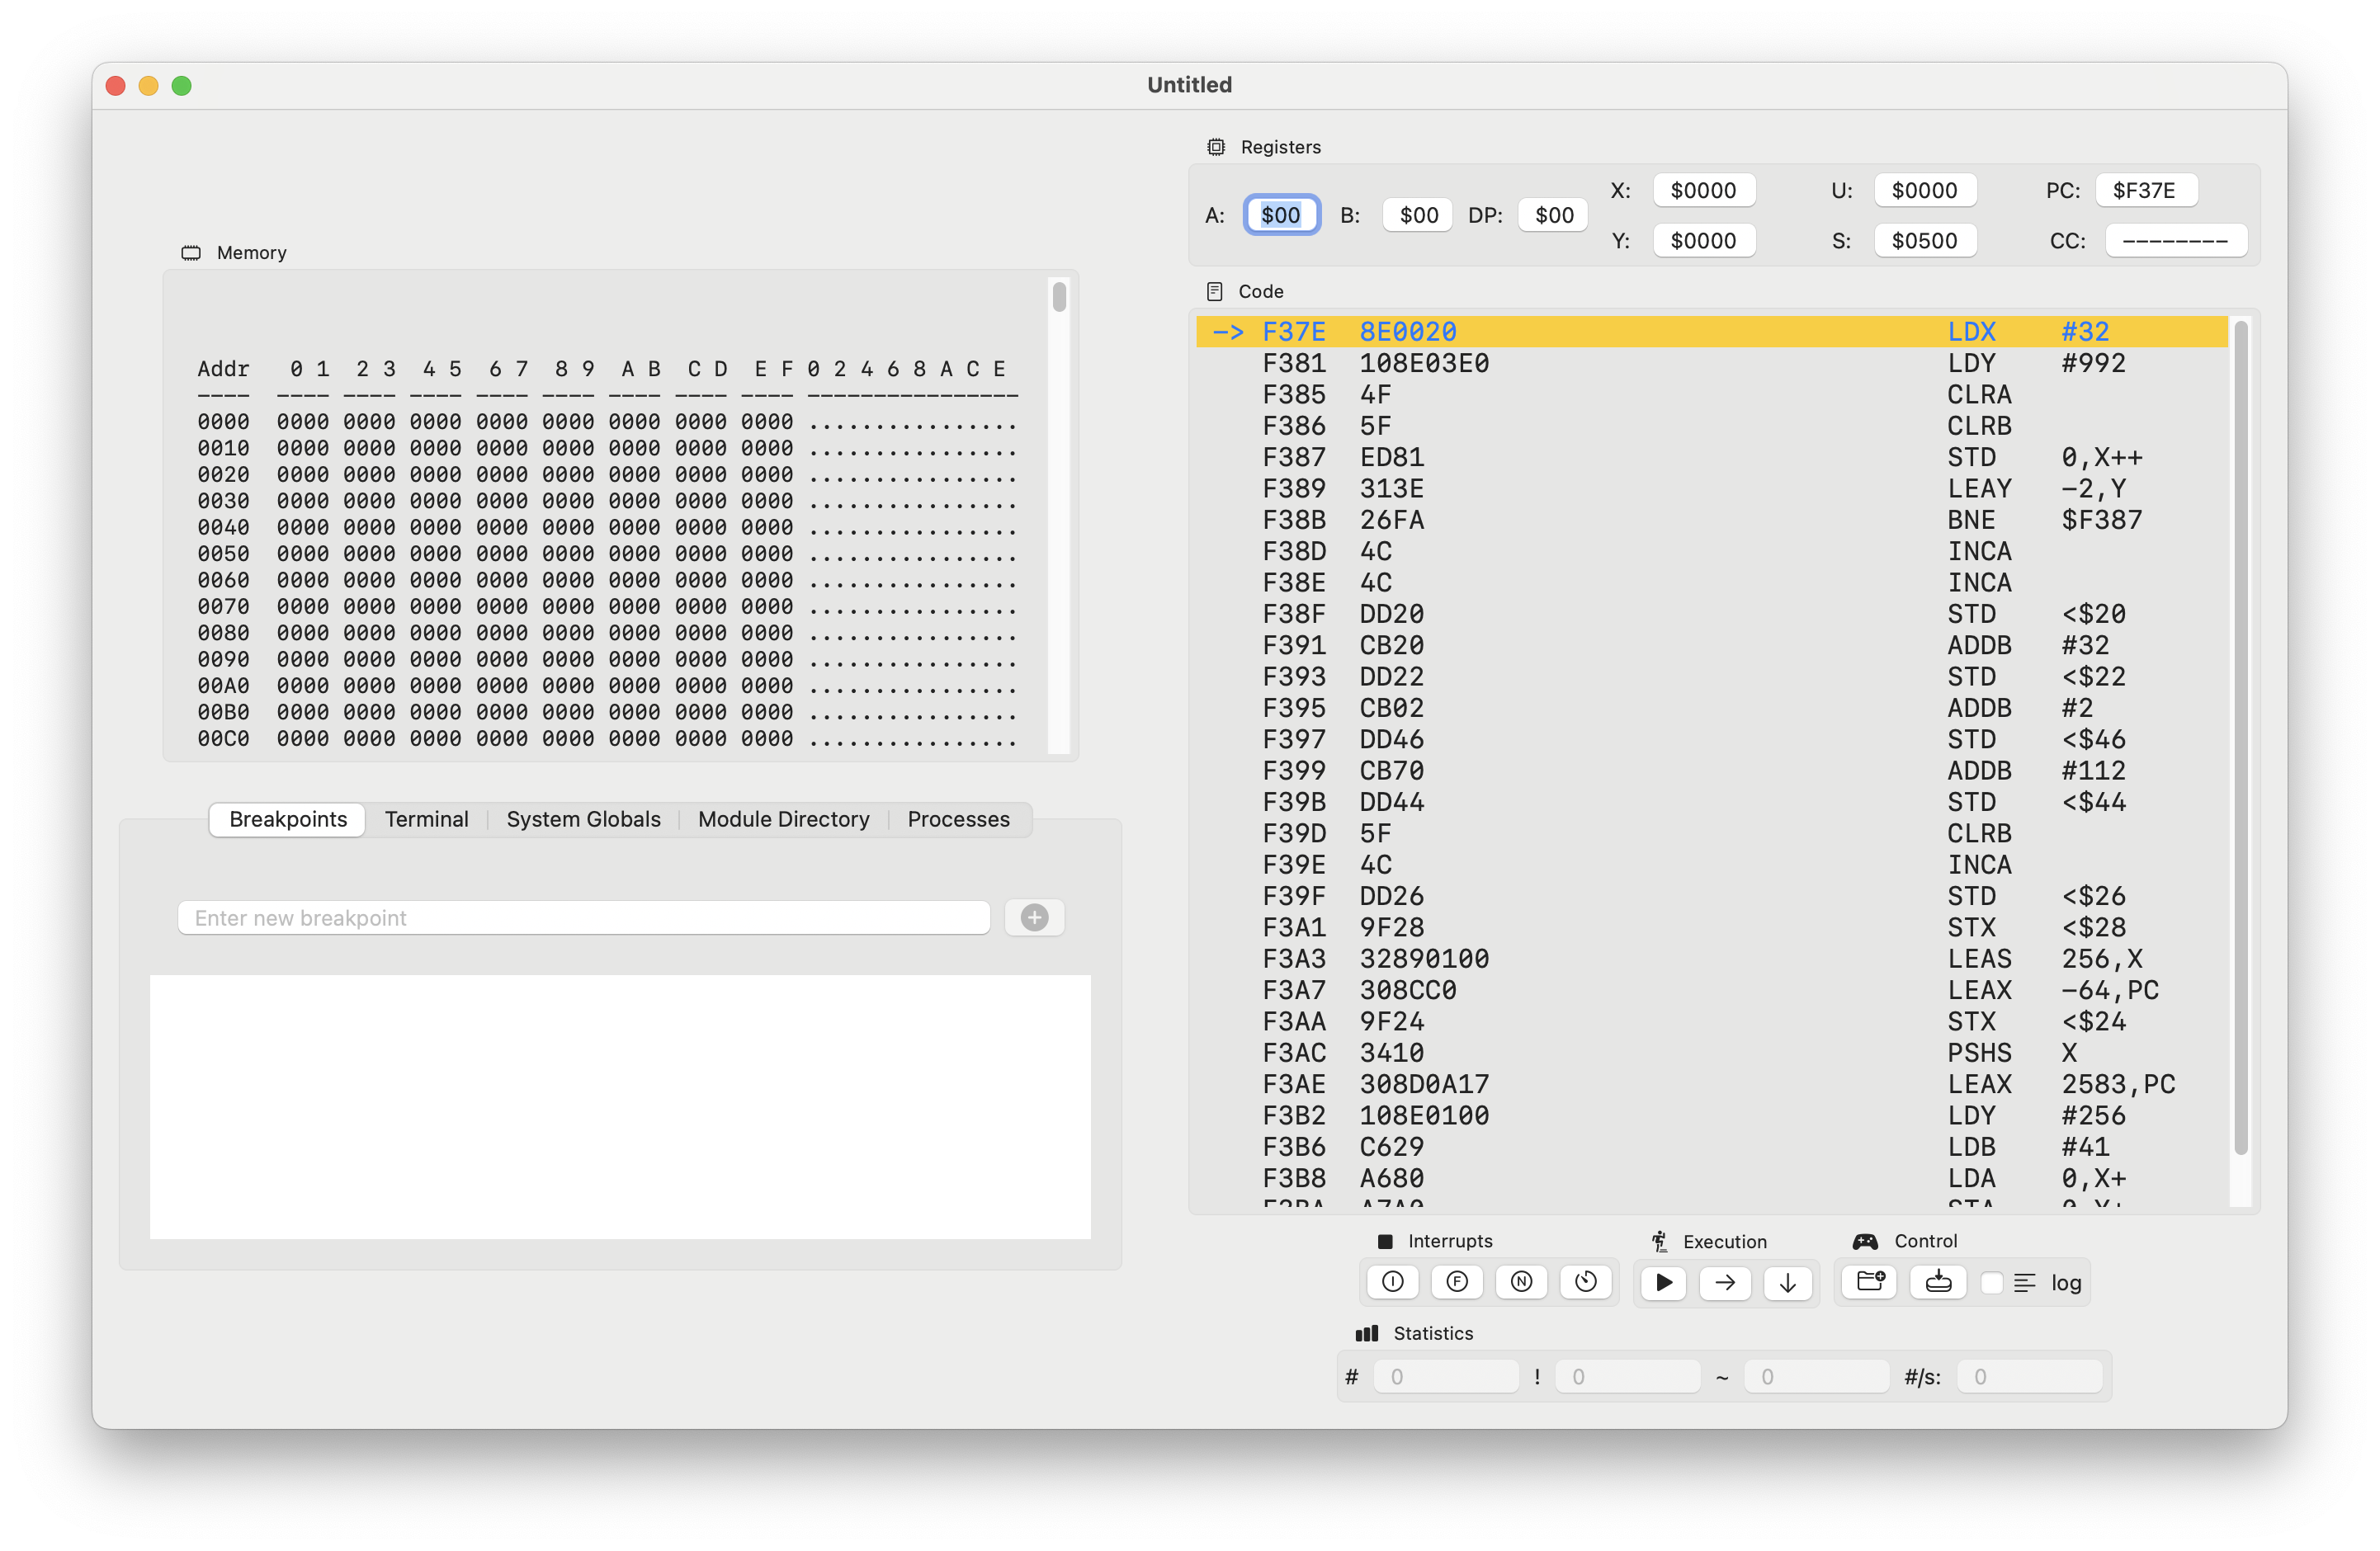 Untitled
Registers
A: $00 B: $00 DP: $00 X: $0000 U: $0000 PC: $F37E
Y: $0000 S: $0500 CC: --------
Memory
Addr 0 1 2 3 4 5 6 7 8 9 A B C D E F 0 2 4 6 8 A C E
---- ---- ---- ---- ---- ---- ---- ---- ---- ----------------
0000 0000 0000 0000 0000 0000 0000 0000 0000 ................
0010 0000 0000 0000 0000 0000 0000 0000 0000 ................
0020 0000 0000 0000 0000 0000 0000 0000 0000 ................
0030 0000 0000 0000 0000 0000 0000 0000 0000 ................
0040 0000 0000 0000 0000 0000 0000 0000 0000 ................
0050 0000 0000 0000 0000 0000 0000 0000 0000 ................
0060 0000 0000 0000 0000 0000 0000 0000 0000 ................
0070 0000 0000 0000 0000 0000 0000 0000 0000 ................
0080 0000 0000 0000 0000 0000 0000 0000 0000 ................
0090 0000 0000 0000 0000 0000 0000 0000 0000 ................
00A0 0000 0000 0000 0000 0000 0000 0000 0000 ................
00B0 0000 0000 0000 0000 0000 0000 0000 0000 ................
00C0 0000 0000 0000 0000 0000 0000 0000 0000 ................
Breakpoints Terminal System Globals Module Directory Processes
Enter new breakpoint
Code
-> F37E 8E0020 LDX #32
F381 108E03E0 LDY #992
F385 4F CLRA
F386 5F CLRB
F387 ED81 STD 0,X++
F389 313E LEAY -2,Y
F38B 26FA BNE $F387
F38D 4C INCA
F38E 4C INCA
F38F DD20 STD <$20
F391 CB20 ADDB #32
F393 DD22 STD <$22
F395 CB02 ADDB #2
F397 DD46 STD <$46
F399 CB70 ADDB #112
F39B DD44 STD <$44
F39D 5F CLRB
F39E 4C INCA
F39F DD26 STD <$26
F3A1 9F28 STX <$28
F3A3 32890100 LEAS 256,X
F3A7 308CC0 LEAX -64,PC
F3AA 9F24 STX <$24
F3AC 3410 PSHS X
F3AE 308D0A17 LEAX 2583,PC
F3B2 108E0100 LDY #256
F3B6 C629 LDB #41
F3B8 A680 LDA 0,X+
F3BA A7A0 STA 0,Y+
Interrupts Execution Control
I F N log
Statistics
# 0 ! 0 ~ 0 #/s: 0